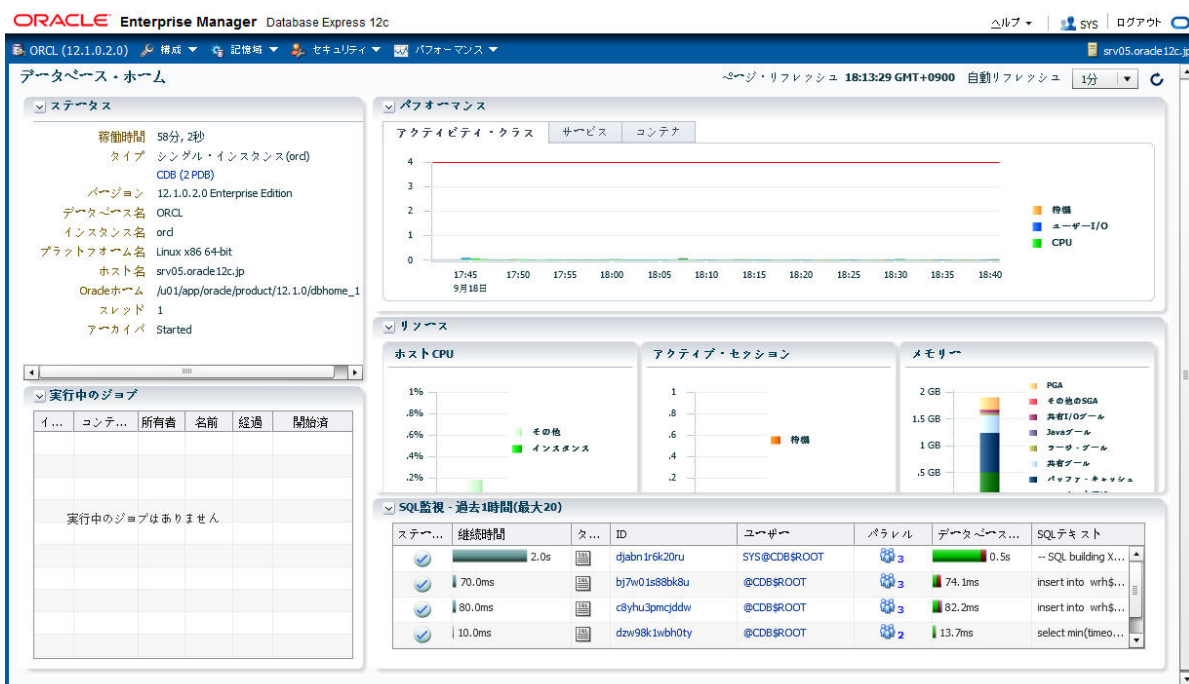 ORACLE Enterprise Manager Database Express 12c
ヘルプ SYS ログアウト
ORCL (12.1.0.2.0) 構成 記憶域 セキュリティ パフォーマンス
srv05.oracle12c.jp
データベース・ホーム
ページ・リフレッシュ 18:13:29 GMT+0900 自動リフレッシュ 1分
ステータス
稼働時間 58分, 2秒
タイプ シングル・インスタンス(orcl)
CDB (2 PDB)
バージョン 12.1.0.2.0 Enterprise Edition
データベース名 ORCL
インスタンス名 orcl
プラットフォーム名 Linux x86 64-bit
ホスト名 srv05.oracle12c.jp
Oracleホーム /u01/app/oracle/product/12.1.0/dbhome_1
スレッド 1
アーカイバ Started
実行中のジョブ
イ... コンテ... 所有者 名前 経過 開始済
実行中のジョブはありません
パフォーマンス
アクティビティ・クラス サービス コンテナ
4
3
2
1
0
17:45 17:50 17:55 18:00 18:05 18:10 18:15 18:20 18:25 18:30 18:35 18:40
9月18日
待機
ユーザーI/O
CPU
リソース
ホストCPU
1%
.8%
.6%
.4%
.2%
その他
インスタンス
アクティブ・セッション
1
.8
.6
.4
.2
待機
メモリー
2 GB
1.5 GB
1 GB
.5 GB
PGA
その他のSGA
共有I/Oプール
Javaプール
ラージ・プール
共有プール
バッファ・キャッシュ
SQL監視 - 過去1時間(最大20)
ステー... 継続時間 タ... ID ユーザー パラレル データベース... SQLテキスト
2.0s djabn1r6k20ru SYS@CDB$ROOT 3 0.5s -- SQL building X...
70.0ms bj7w01s88bk8u @CDB$ROOT 3 74.1ms insert into wrh$...
80.0ms c8yhu3pmcjddw @CDB$ROOT 3 82.2ms insert into wrh$...
10.0ms dzw98k1wbh0ty @CDB$ROOT 2 13.7ms select min(timeo...